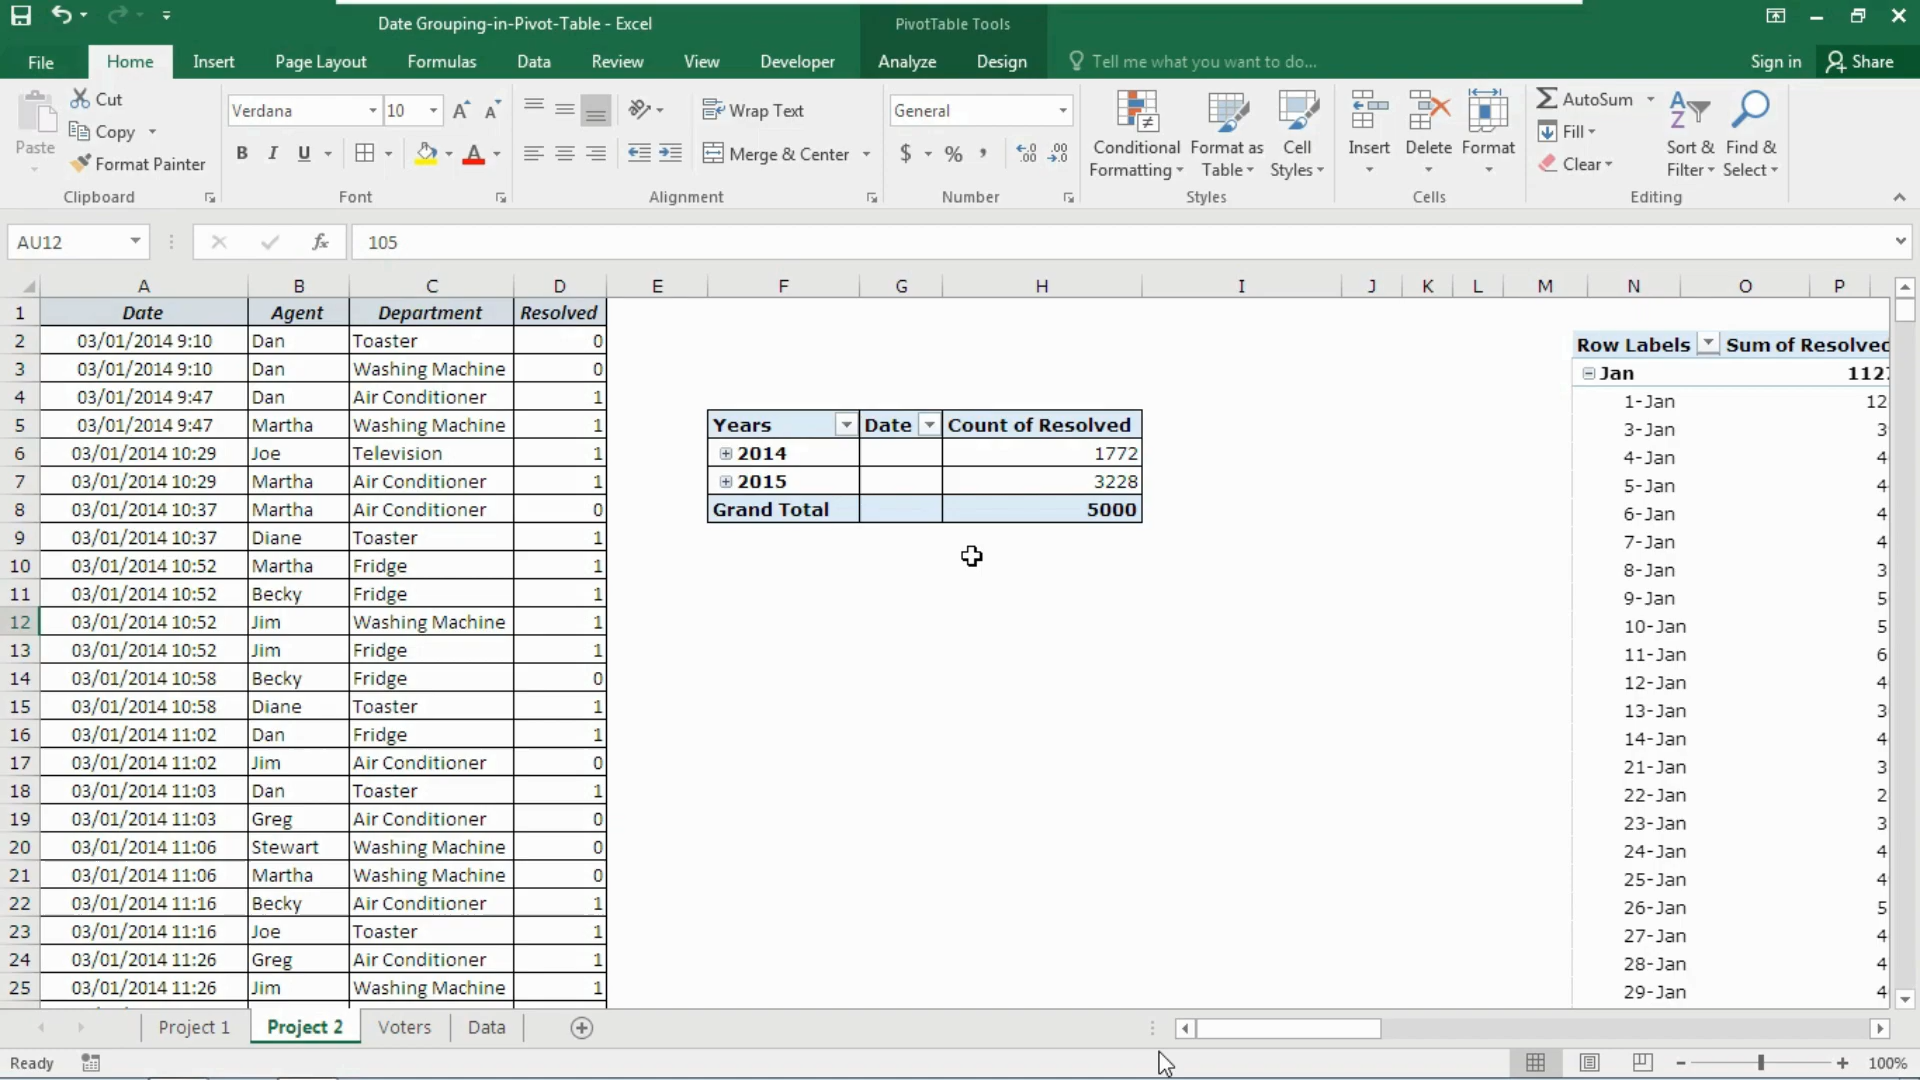 Date Grouping-in-Pivot-Table - Excel
PivotTable Tools
File Home Insert Page Layout Formulas Data Review View Developer Analyze Design Tell me what you want to do... Sign in Share
Paste
Cut
Copy
Format Painter
Clipboard
Verdana 10
B I U
Font
Wrap Text
Merge & Center
Alignment
General
$ % ,
Number
Conditional Formatting
Format as Table
Cell Styles
Styles
Insert Delete Format
Cells
AutoSum
Fill
Clear
Sort & Filter
Find & Select
Editing
AU12 fx 105
A B C D E F G H I J K L M N O P
1 Date Agent Department Resolved
2 03/01/2014 9:10 Dan Toaster 0
3 03/01/2014 9:10 Dan Washing Machine 0
4 03/01/2014 9:47 Dan Air Conditioner 1
5 03/01/2014 9:47 Martha Washing Machine 1
6 03/01/2014 10:29 Joe Television 1
7 03/01/2014 10:29 Martha Air Conditioner 1
8 03/01/2014 10:37 Martha Air Conditioner 0
9 03/01/2014 10:37 Diane Toaster 1
10 03/01/2014 10:52 Martha Fridge 1
11 03/01/2014 10:52 Becky Fridge 1
12 03/01/2014 10:52 Jim Washing Machine 1
13 03/01/2014 10:52 Jim Fridge 1
14 03/01/2014 10:58 Becky Fridge 0
15 03/01/2014 10:58 Diane Toaster 1
16 03/01/2014 11:02 Dan Fridge 1
17 03/01/2014 11:02 Jim Air Conditioner 0
18 03/01/2014 11:03 Dan Toaster 1
19 03/01/2014 11:03 Greg Air Conditioner 0
20 03/01/2014 11:06 Stewart Washing Machine 0
21 03/01/2014 11:06 Martha Washing Machine 0
22 03/01/2014 11:16 Becky Air Conditioner 1
23 03/01/2014 11:16 Joe Toaster 1
24 03/01/2014 11:26 Greg Air Conditioner 1
25 03/01/2014 11:26 Jim Washing Machine 1
Years Date Count of Resolved
2014 1772
2015 3228
Grand Total 5000
Row Labels Sum of Resolved
Jan 112
1-Jan 12
3-Jan 3
4-Jan 4
5-Jan 4
6-Jan 4
7-Jan 4
8-Jan 3
9-Jan 5
10-Jan 5
11-Jan 6
12-Jan 4
13-Jan 3
14-Jan 4
21-Jan 3
22-Jan 2
23-Jan 3
24-Jan 4
25-Jan 4
26-Jan 5
27-Jan 4
28-Jan 4
29-Jan 4
Project 1 Project 2 Voters Data
Ready 100%